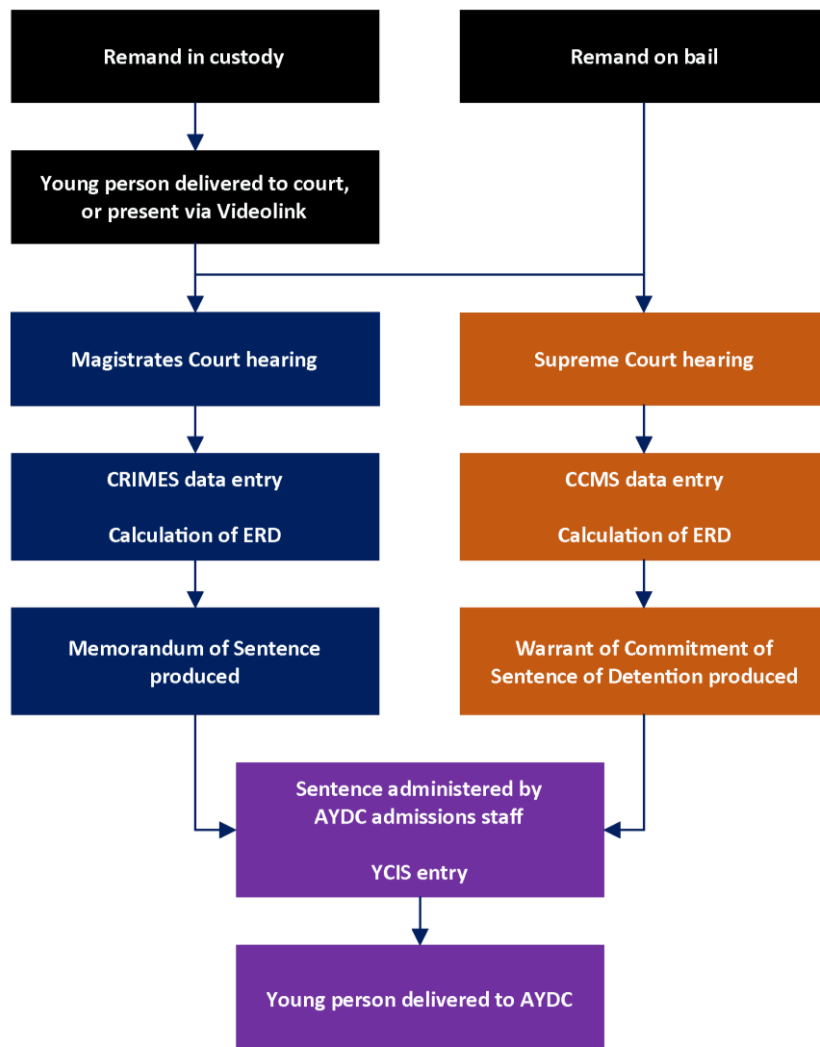 Remand in custody
Remand on bail
Young person delivered to court,
or present via Videolink
Magistrates Court hearing
Supreme Court hearing
CRIMES data entry
Calculation of ERD
CCMS data entry
Calculation of ERD
Memorandum of Sentence
produced
Warrant of Commitment of
Sentence of Detention produced
Sentence administered by
AYDC admissions staff
YCIS entry
Young person delivered to AYDC